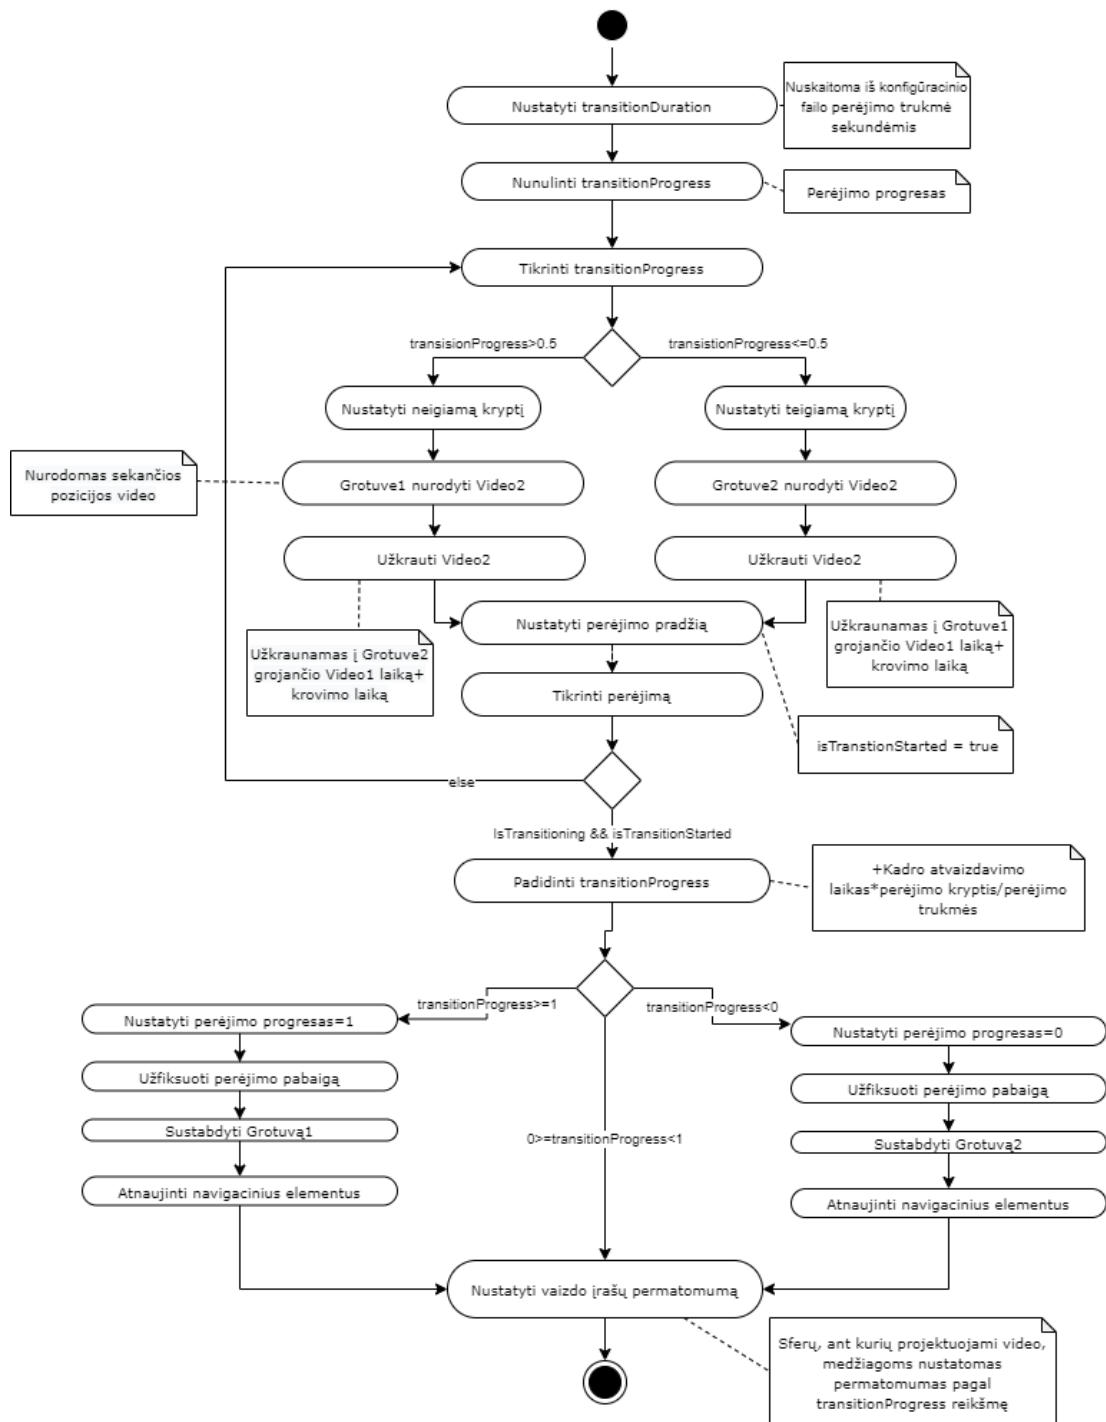 Nustatyti transitionDuration
Nuskaitoma iš konfigūracinio
failo perėjimo trukmė
sekundėmis
Nunulinti transitionProgress
Perėjimo progresas
Tikrinti transitionProgress
transisionProgress>0.5
transistionProgress<=0.5
Nustatyti neigiamą kryptį
Nustatyti teigiamą kryptį
Nurodomas sekančios
pozicijos video
Grotuve1 nurodyti Video2
Grotuve2 nurodyti Video2
Užkrauti Video2
Užkrauti Video2
Nustatyti perėjimo pradžią
Užkraunamas į Grotuve2
grojančio Video1 laiką+
krovimo laiką
Užkraunamas į Grotuve1
grojančio Video1 laiką+
krovimo laiką
Tikrinti perėjimą
isTranstionStarted = true
else
IsTransitioning && isTransitionStarted
Padidinti transitionProgress
+Kadro atvaizdavimo
laikas*perėjimo kryptis/perėjimo
trukmės
transitionProgress>=1
transitionProgress<0
Nustatyti perėjimo progresas=1
Nustatyti perėjimo progresas=0
Užfiksuoti perėjimo pabaigą
Užfiksuoti perėjimo pabaigą
Sustabdyti Grotuvą1
Sustabdyti Grotuvą2
0>=transitionProgress<1
Atnaujinti navigacinius elementus
Atnaujinti navigacinius elementus
Nustatyti vaizdo įrašų permatomumą
Sferų, ant kurių projektuojami video,
medžiagoms nustatomas
permatomumas pagal
transitionProgress reikšmę